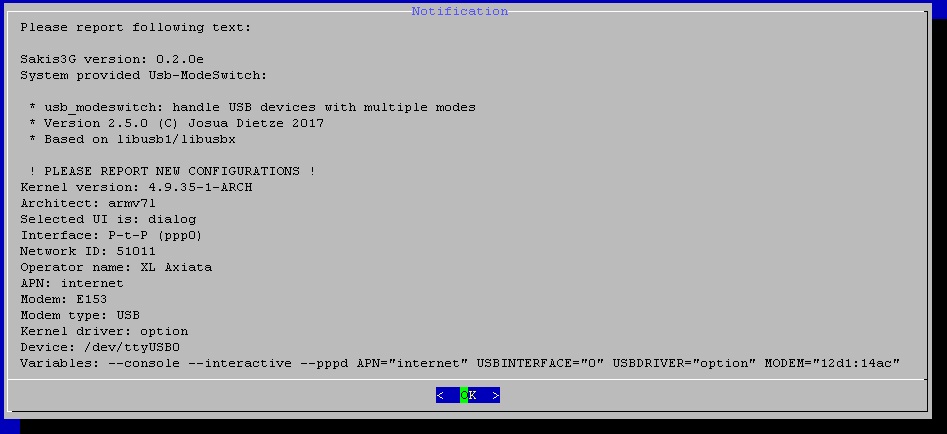 Notification
Please report following text:
Sakis3G version: 0.2.0e
System provided Usb-ModeSwitch:
* usb_modeswitch: handle USB devices with multiple modes
* Version 2.5.0 (C) Josua Dietze 2017
* Based on libusb1/libusbx
! PLEASE REPORT NEW CONFIGURATIONS !
Kernel version: 4.9.35-1-ARCH
Architect: armv7l
Selected UI is: dialog
Interface: P-t-P (ppp0)
Network ID: 51011
Operator name: XL Axiata
APN: internet
Modem: E153
Modem type: USB
Kernel driver: option
Device: /dev/ttyUSB0
Variables: --console --interactive --pppd APN="internet" USBINTERFACE="0" USBDRIVER="option" MODEM="12d1:14ac"
< OK >